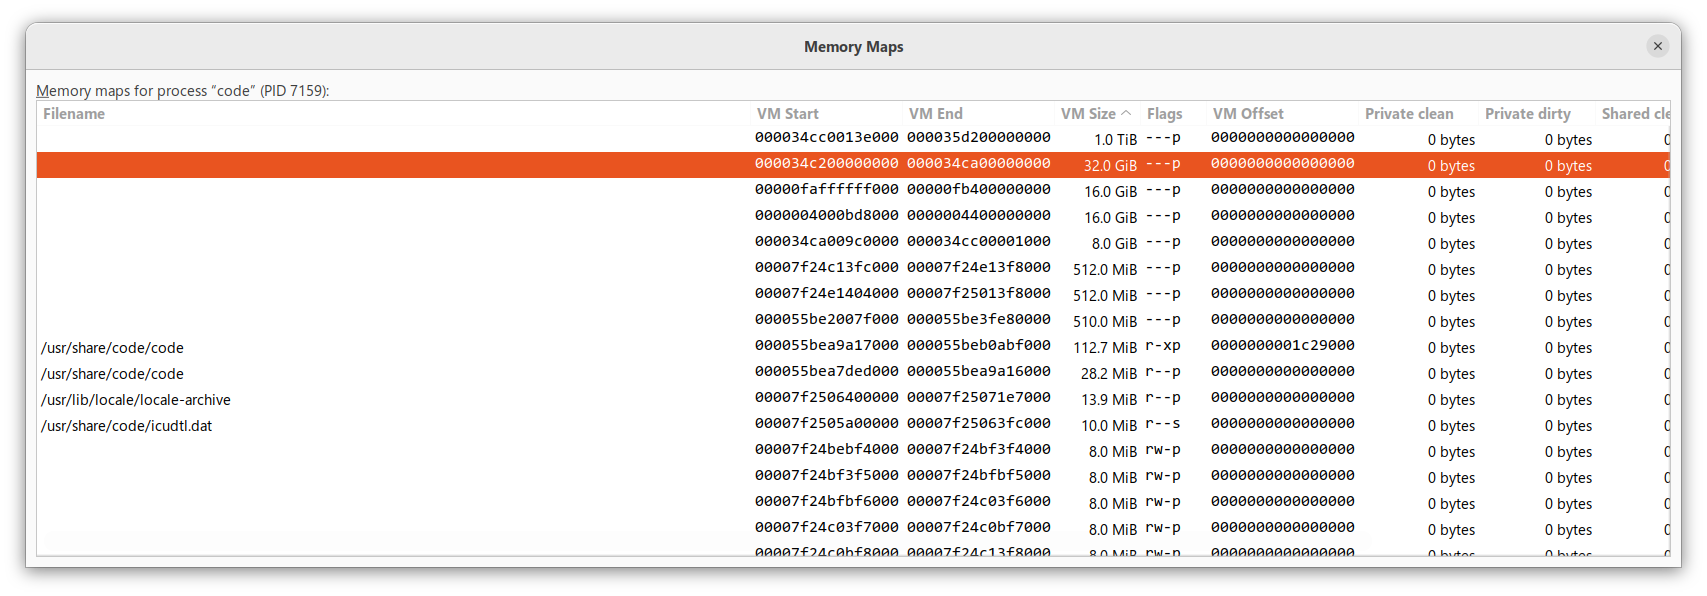 Memory Maps
Memory maps for process “code” (PID 7159):
Filename VM Start VM End VM Size Flags VM Offset Private clean Private dirty Shared cle
000034cc0013e000 000035d200000000 1.0 TiB ---p 0000000000000000 0 bytes 0 bytes 0
000034c200000000 000034ca00000000 32.0 GiB ---p 0000000000000000 0 bytes 0 bytes 0
00000faffffff000 00000fb400000000 16.0 GiB ---p 0000000000000000 0 bytes 0 bytes 0
0000004000bd8000 0000004400000000 16.0 GiB ---p 0000000000000000 0 bytes 0 bytes 0
000034ca009c0000 000034cc00001000 8.0 GiB ---p 0000000000000000 0 bytes 0 bytes 0
00007f24c13fc000 00007f24e13f8000 512.0 MiB ---p 0000000000000000 0 bytes 0 bytes 0
00007f24e1404000 00007f25013f8000 512.0 MiB ---p 0000000000000000 0 bytes 0 bytes 0
000055be2007f000 000055be3fe80000 510.0 MiB ---p 0000000000000000 0 bytes 0 bytes 0
/usr/share/code/code 000055bea9a17000 000055beb0abf000 112.7 MiB r-xp 0000000001c29000 0 bytes 0 bytes 0
/usr/share/code/code 000055bea7ded000 000055bea9a16000 28.2 MiB r--p 0000000000000000 0 bytes 0 bytes 0
/usr/lib/locale/locale-archive 00007f2506400000 00007f25071e7000 13.9 MiB r--p 0000000000000000 0 bytes 0 bytes 0
/usr/share/code/icudtl.dat 00007f2505a00000 00007f25063fc000 10.0 MiB r--s 0000000000000000 0 bytes 0 bytes 0
00007f24bebf4000 00007f24bf3f4000 8.0 MiB rw-p 0000000000000000 0 bytes 0 bytes 0
00007f24bf3f5000 00007f24bfbf5000 8.0 MiB rw-p 0000000000000000 0 bytes 0 bytes 0
00007f24bfbf6000 00007f24c03f6000 8.0 MiB rw-p 0000000000000000 0 bytes 0 bytes 0
00007f24c03f7000 00007f24c0bf7000 8.0 MiB rw-p 0000000000000000 0 bytes 0 bytes 0
00007f24c0bf8000 00007f24c13f8000 8.0 MiB rw-p 0000000000000000 0 bytes 0 bytes 0